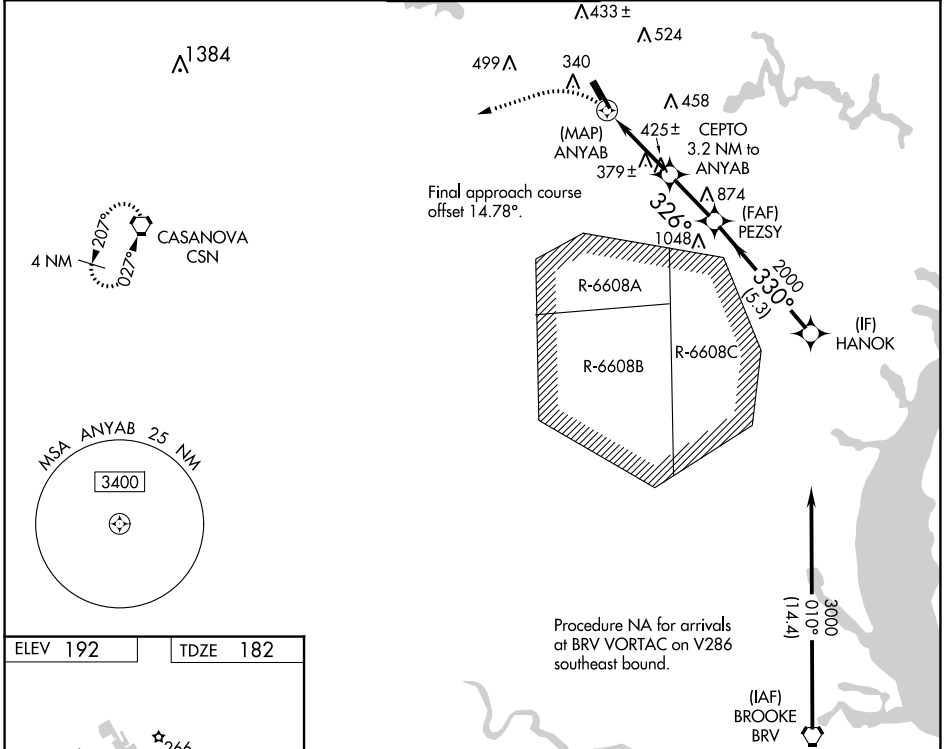 433 ±
524
1384
499
340
458
(MAP)
ANYAB
425 ±
CEPTO
3.2 NM to
ANYAB
379 ±
Final approach course
offset 14.78°.
326°
874
(FAF)
PEZSY
1048
207°
027°
4 NM
CASANOVA
CSN
2000
330°
(5.3)
(IF)
HANOK
R-6608A
R-6608B
R-6608C
MSA ANYAB 25 NM
3400
3000
010°
(14.4)
Procedure NA for arrivals
at BRV VORTAC on V286
southeast bound.
(IAF)
BROOKE
BRV
ELEV 192
TDZE 182
266